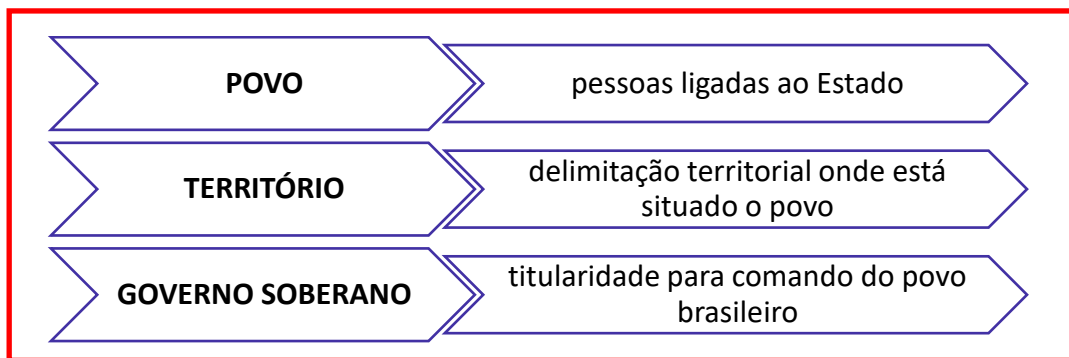 POVO
pessoas ligadas ao Estado
TERRITÓRIO
delimitação territorial onde está
situado o povo
GOVERNO SOBERANO
titularidade para comando do povo
brasileiro